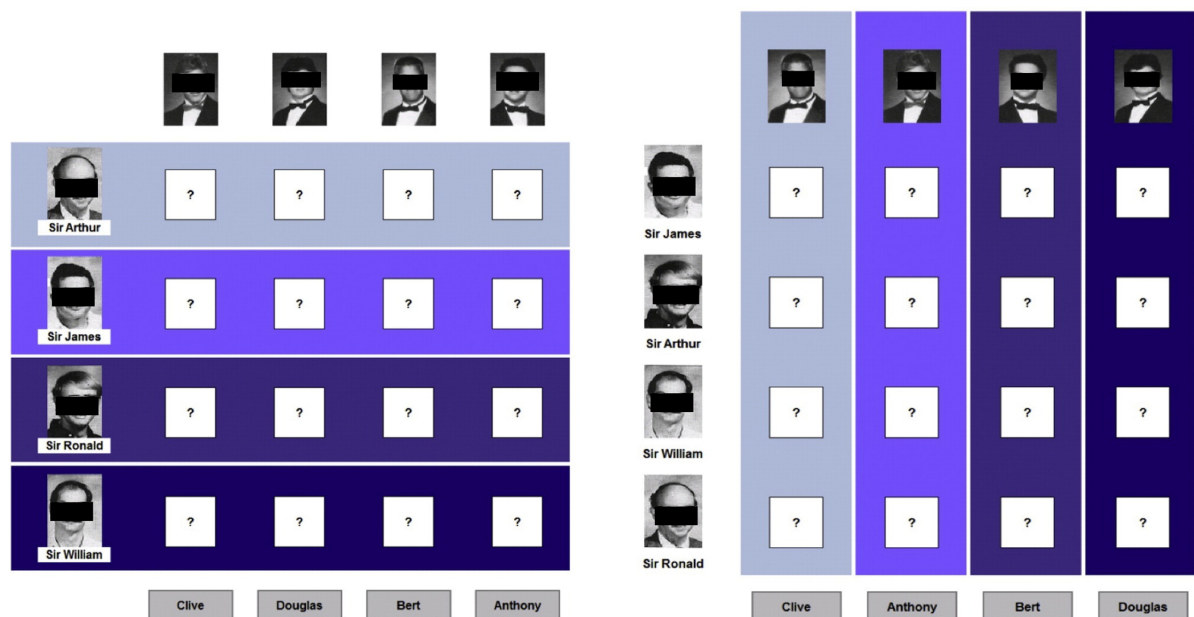 ? ? ? ?
Sir Arthur
? ? ? ?
Sir James
? ? ? ?
Sir Ronald
? ? ? ?
Sir William
Clive Douglas Bert Anthony
? ? ? ?
Sir James
? ? ? ?
Sir Arthur
? ? ? ?
Sir William
? ? ? ?
Sir Ronald
Clive Anthony Bert Douglas